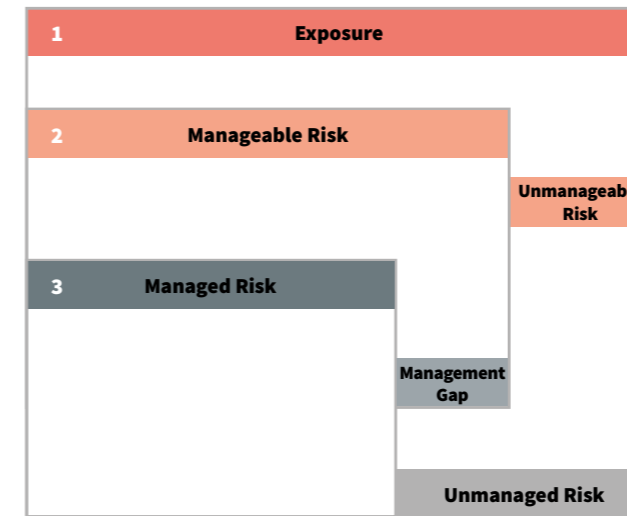 1 Exposure
2 Manageable Risk
Unmanageab
Risk
3 Managed Risk
Management
Gap
Unmanaged Risk